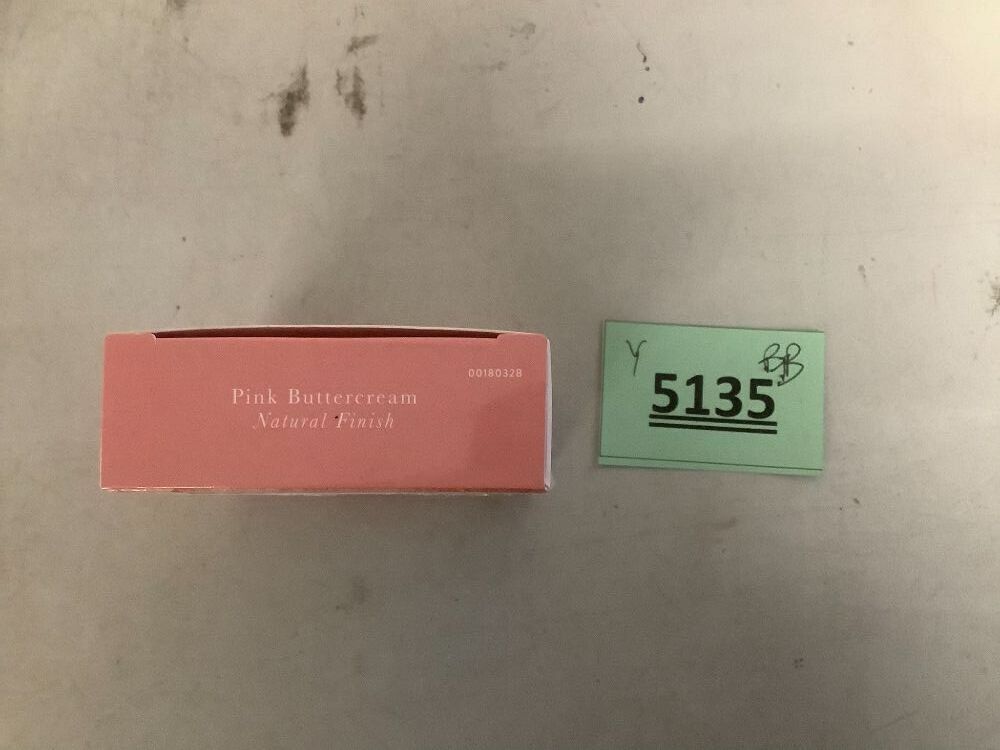 00180328
Pink Buttercream
Natural Finish
Y BB
5135